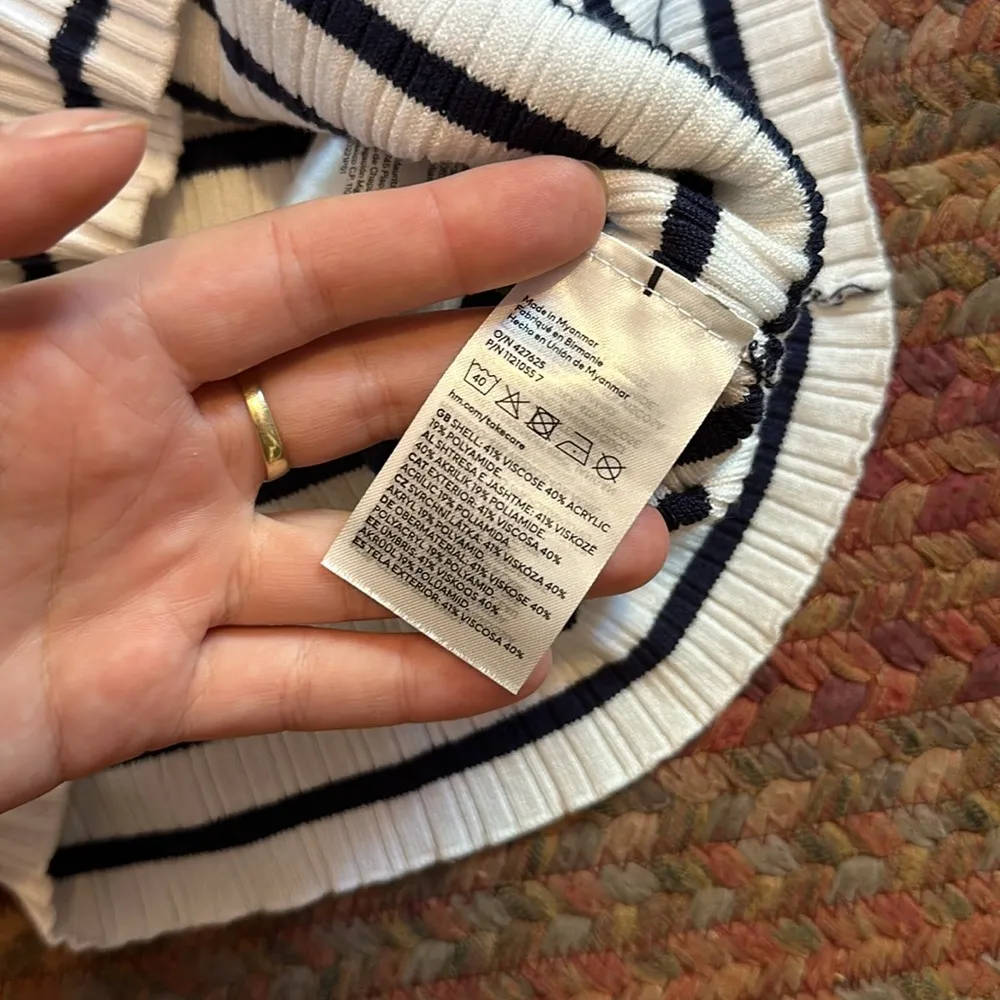 Made in Myanmar
Fabriqué en Birmanie
Hecho en Unión de Myanmar
O/N 427625
P/N 1121055 7
40
hm.com/takecare
GB SHELL: 41% VISCOSE 40% ACRYLIC
19% POLYAMIDE
AL SHTRESA E JASHTME: 41% VISKOZË
40% AKRILIK 19% POLIAMIDE
CAT EXTERIOR: 41% VISCOSA 40%
ACRÍLIC 19% POLIAMIDA
CZ SVRCHNÍ LÁTKA: 41% VISKÓZA 40%
AKRYL 19% POLYAMID
DE OBERMATERIAL: 41% VISKOSE 40%
POLYACRYL 19% POLYAMID
EE ÜMBRIS: 41% VISKOOS 40%
AKRÜÜL 19% POLÜAMIID
ES TELA EXTERIOR: 41% VISCOSA 40%